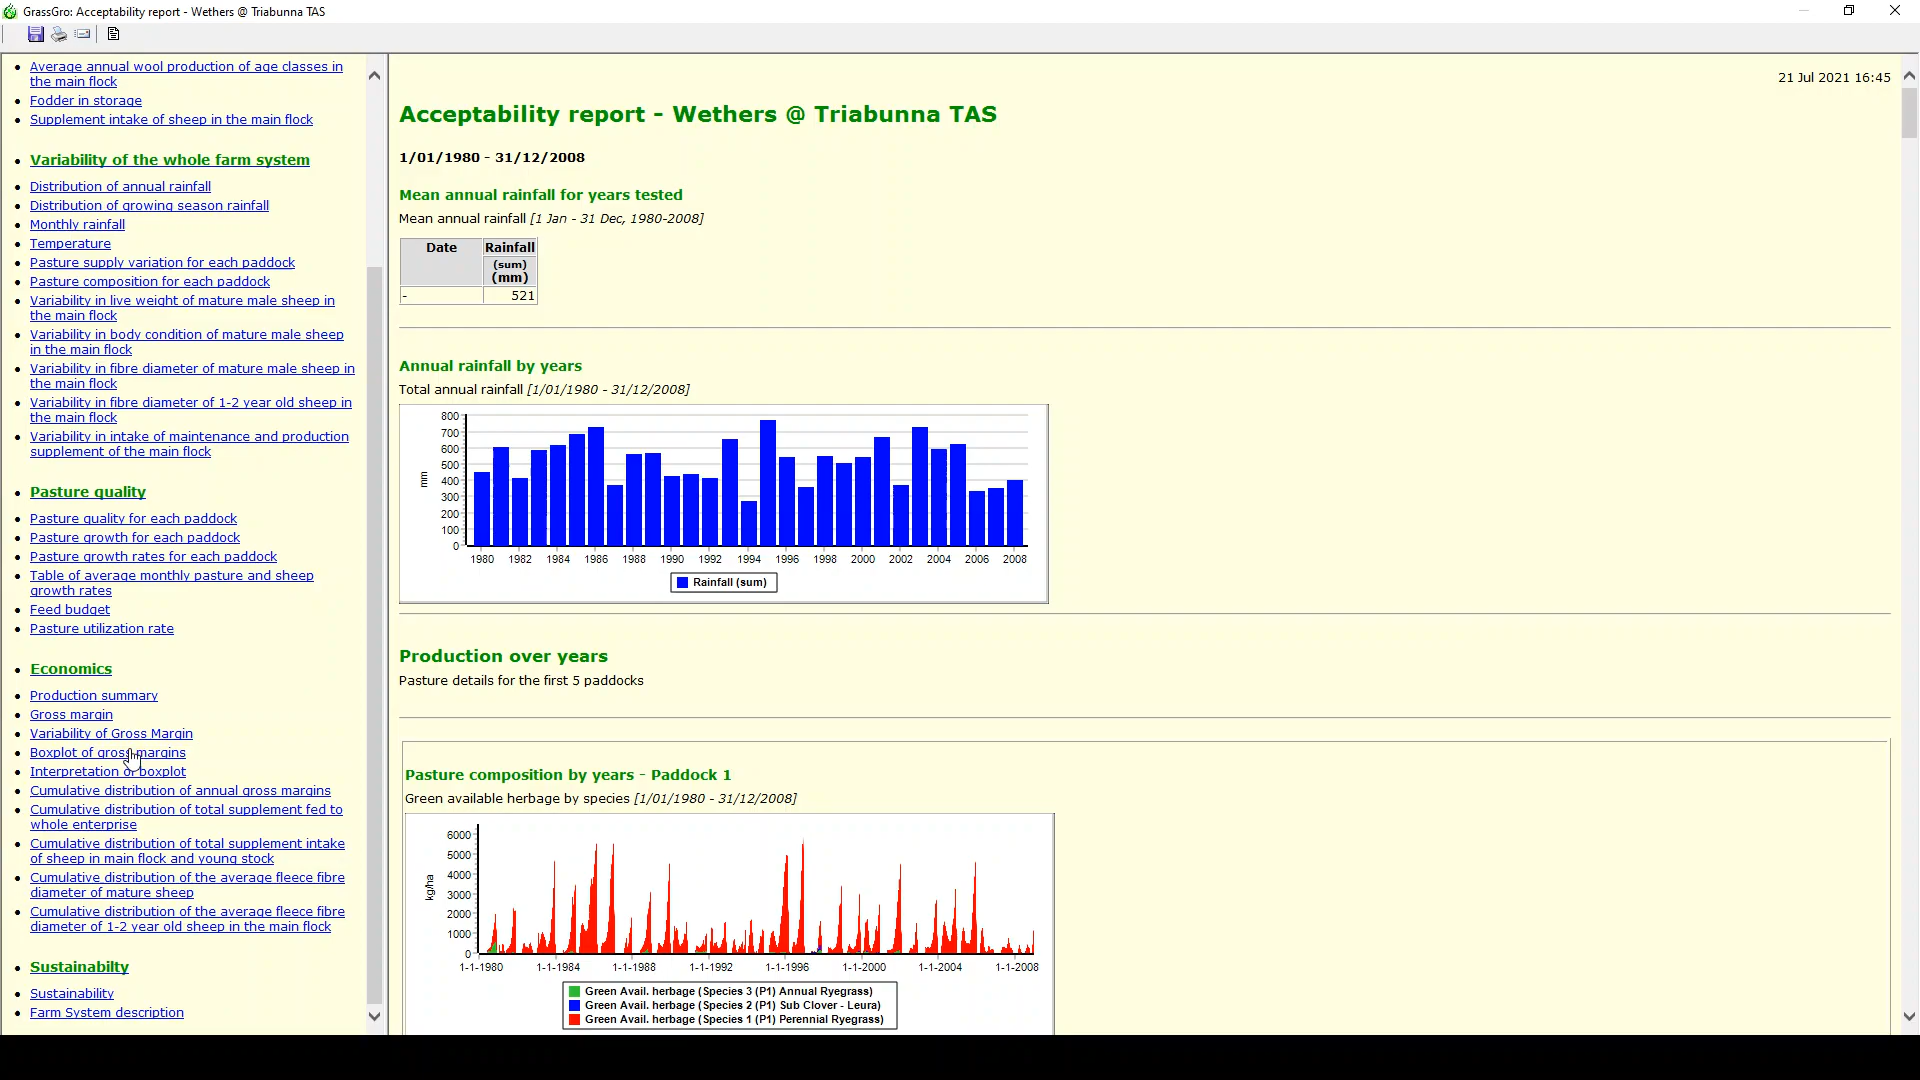 GrassGro: Acceptability report - Wethers @ Triabunna TAS
Average annual wool production of age classes in
the main flock
Fodder in storage
Supplement intake of sheep in the main flock
Variability of the whole farm system
Distribution of annual rainfall
Distribution of growing season rainfall
Monthly rainfall
Temperature
Pasture supply variation for each paddock
Pasture composition for each paddock
Variability in live weight of mature male sheep in
the main flock
Variability in body condition of mature male sheep
in the main flock
Variability in fibre diameter of mature male sheep in
the main flock
Variability in fibre diameter of 1-2 year old sheep in
the main flock
Variability in intake of maintenance and production
supplement of the main flock
Pasture quality
Pasture quality for each paddock
Pasture growth for each paddock
Pasture growth rates for each paddock
Table of average monthly pasture and sheep
growth rates
Feed budget
Pasture utilization rate
Economics
Production summary
Gross margin
Variability of Gross Margin
Boxplot of gross margins
Interpretation of boxplot
Cumulative distribution of annual gross margins
Cumulative distribution of total supplement fed to
whole enterprise
Cumulative distribution of total supplement intake
of sheep in main flock and young stock
Cumulative distribution of the average fleece fibre
diameter of mature sheep
Cumulative distribution of the average fleece fibre
diameter of 1-2 year old sheep in the main flock
Sustainabilty
Sustainability
Farm System description
21 Jul 2021 16:45
Acceptability report - Wethers @ Triabunna TAS
1/01/1980 - 31/12/2008
Mean annual rainfall for years tested
Mean annual rainfall [1 Jan - 31 Dec, 1980-2008]
Date Rainfall
(sum)
(mm)
- 521
Annual rainfall by years
Total annual rainfall [1/01/1980 - 31/12/2008]
800
700
600
500
400
300
200
100
0
mm
1980 1982 1984 1986 1988 1990 1992 1994 1996 1998 2000 2002 2004 2006 2008
Rainfall (sum)
Production over years
Pasture details for the first 5 paddocks
Pasture composition by years - Paddock 1
Green available herbage by species [1/01/1980 - 31/12/2008]
6000
5000
4000
3000
2000
1000
0
kg/ha
1-1-1980 1-1-1984 1-1-1988 1-1-1992 1-1-1996 1-1-2000 1-1-2004 1-1-2008
Green Avail. herbage (Species 3 (P1) Annual Ryegrass)
Green Avail. herbage (Species 2 (P1) Sub Clover - Leura)
Green Avail. herbage (Species 1 (P1) Perennial Ryegrass)